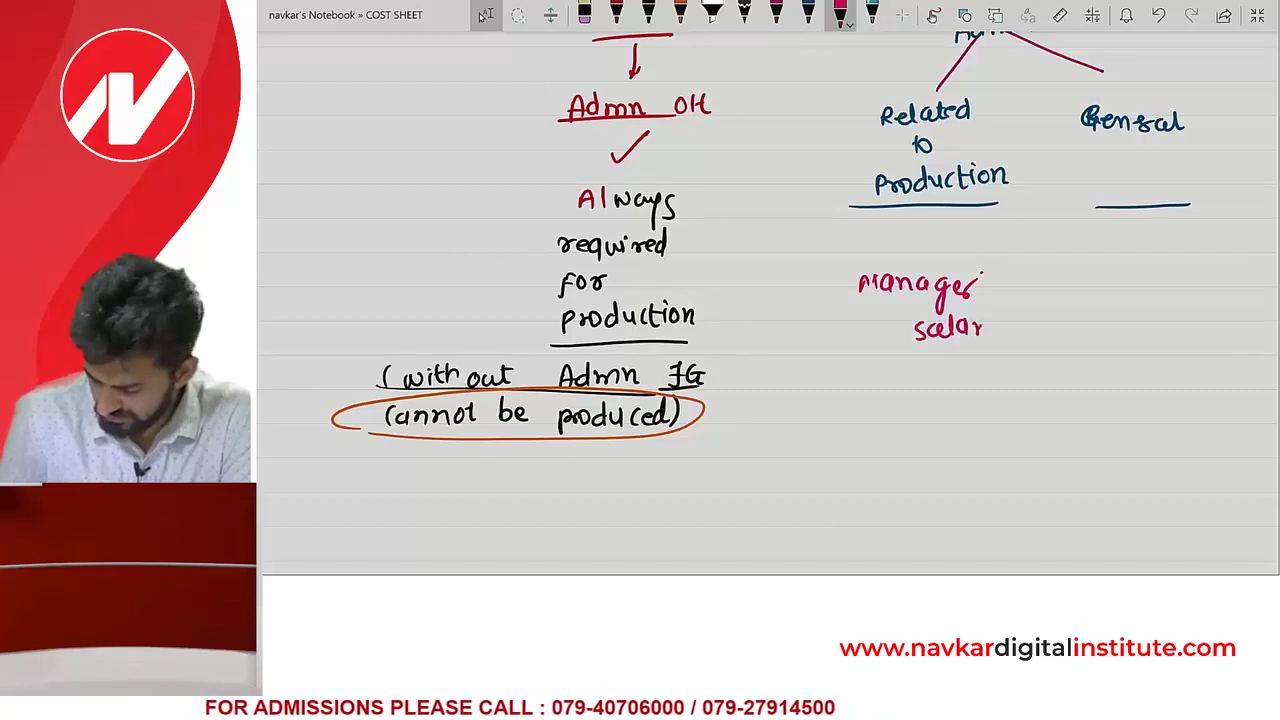 navkar's Notebook » COST SHEET
Admn OH
Always
required
for
production
(without Admn FG
cannot be produced)
Related
to
production
General
Manager
salar
www.navkardigitalinstitute.com
FOR ADMISSIONS PLEASE CALL : 079-40706000 / 079-27914500